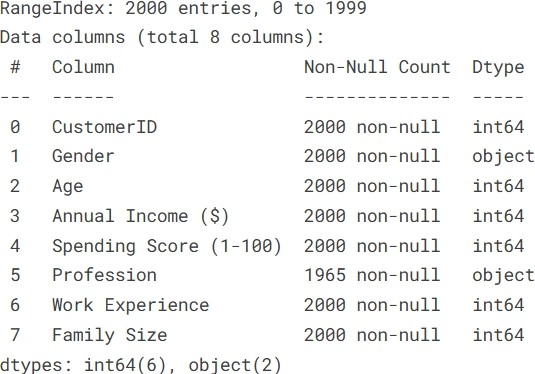 RangeIndex: 2000 entries, 0 to 1999
Data columns (total 8 columns):
 #   Column                  Non-Null Count  Dtype
---  ------                  --------------  -----
 0   CustomerID              2000 non-null   int64
 1   Gender                  2000 non-null   object
 2   Age                     2000 non-null   int64
 3   Annual Income ($)       2000 non-null   int64
 4   Spending Score (1-100)  2000 non-null   int64
 5   Profession              1965 non-null   object
 6   Work Experience         2000 non-null   int64
 7   Family Size             2000 non-null   int64
dtypes: int64(6), object(2)